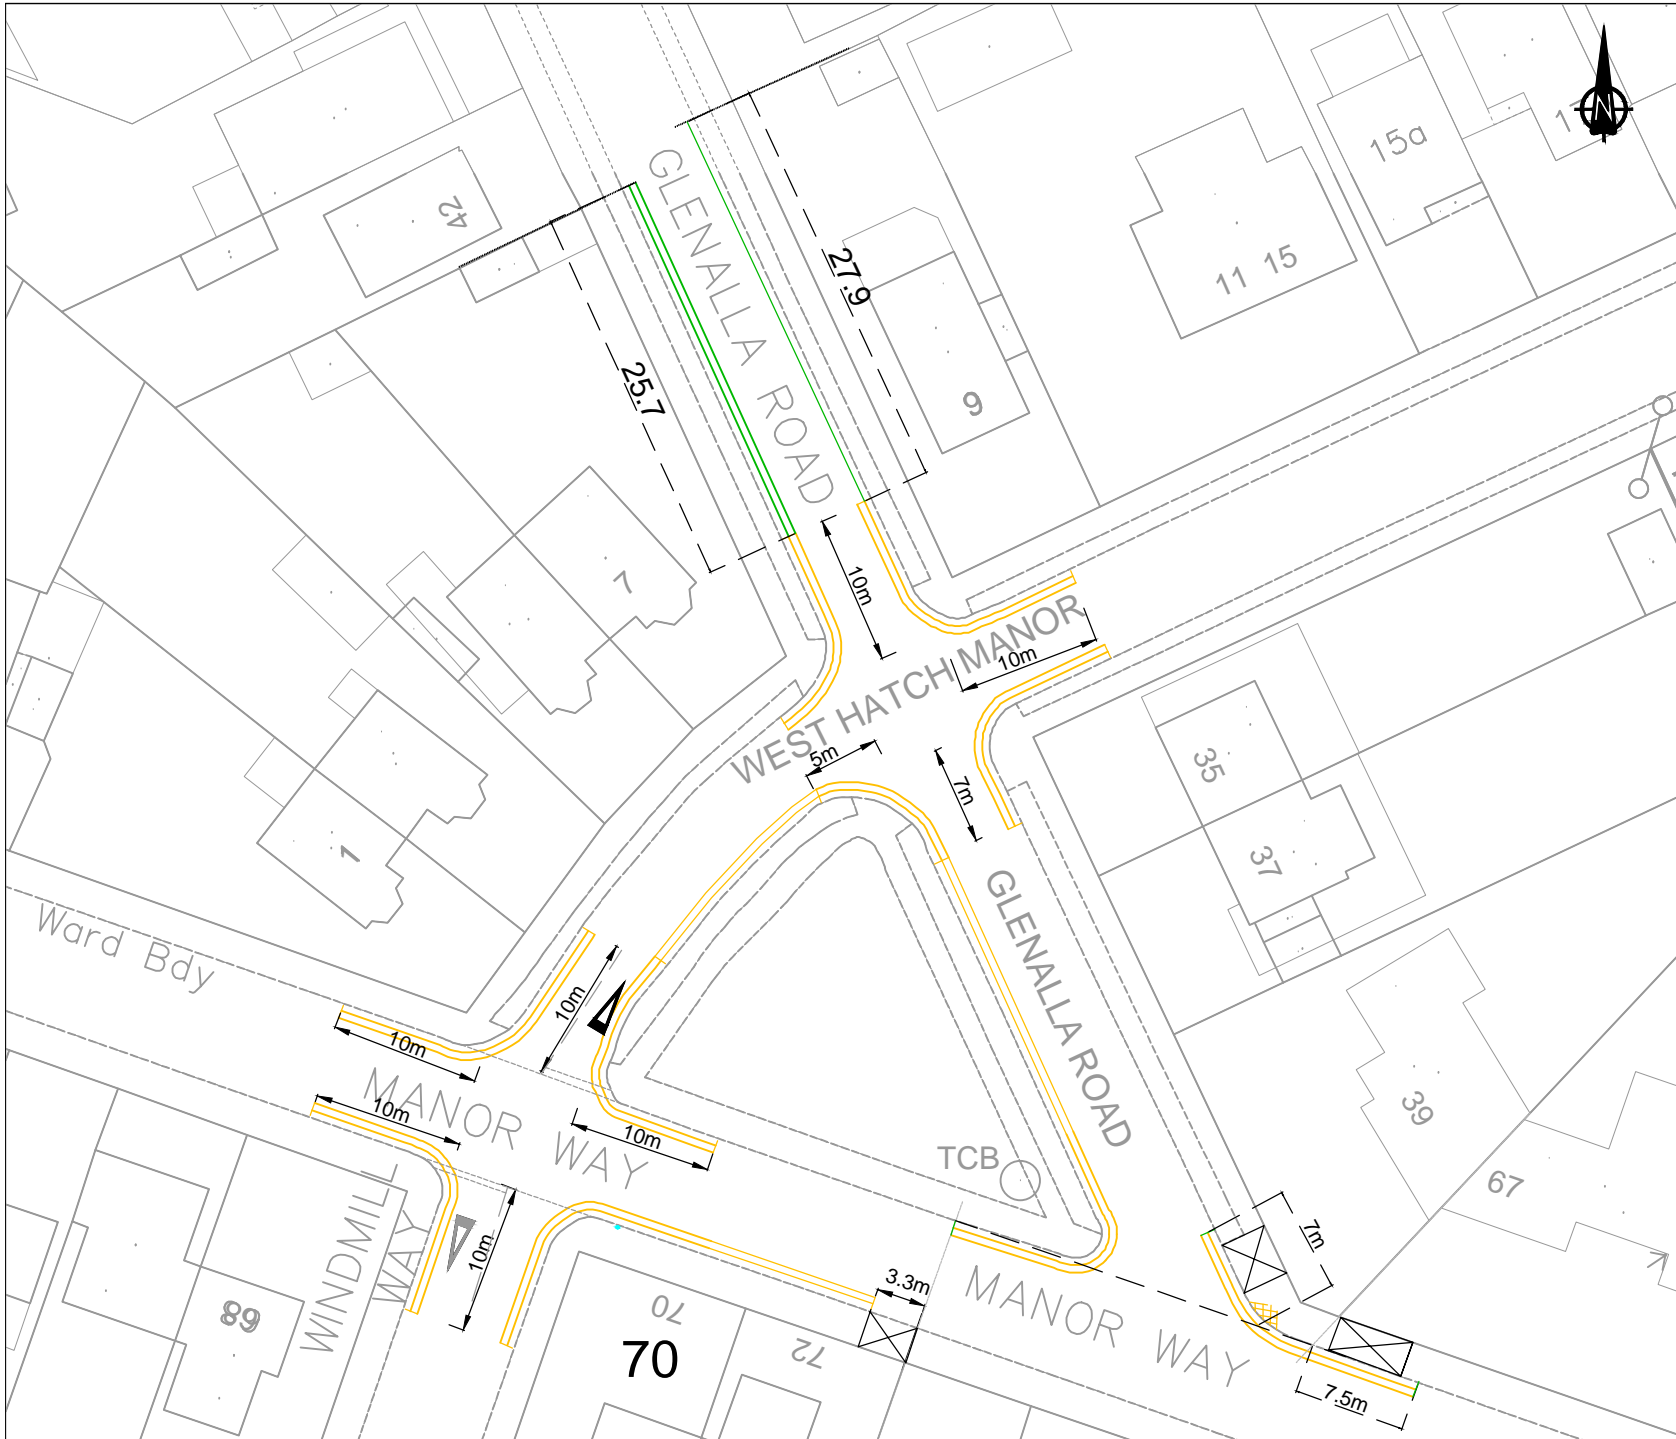 N
15a
42
GLENALLA ROAD
27.9
11 15
25.7
9
10m
7
WEST HATCH MANOR
10m
5m
7m
35
1
37
GLENALLA ROAD
Ward Bdy
10m
10m
MANOR WAY
10m
10m
39
TCB
67
WINDMILL
WAY
10m
7m
3.3m
MANOR WAY
70
72
70
7.5m